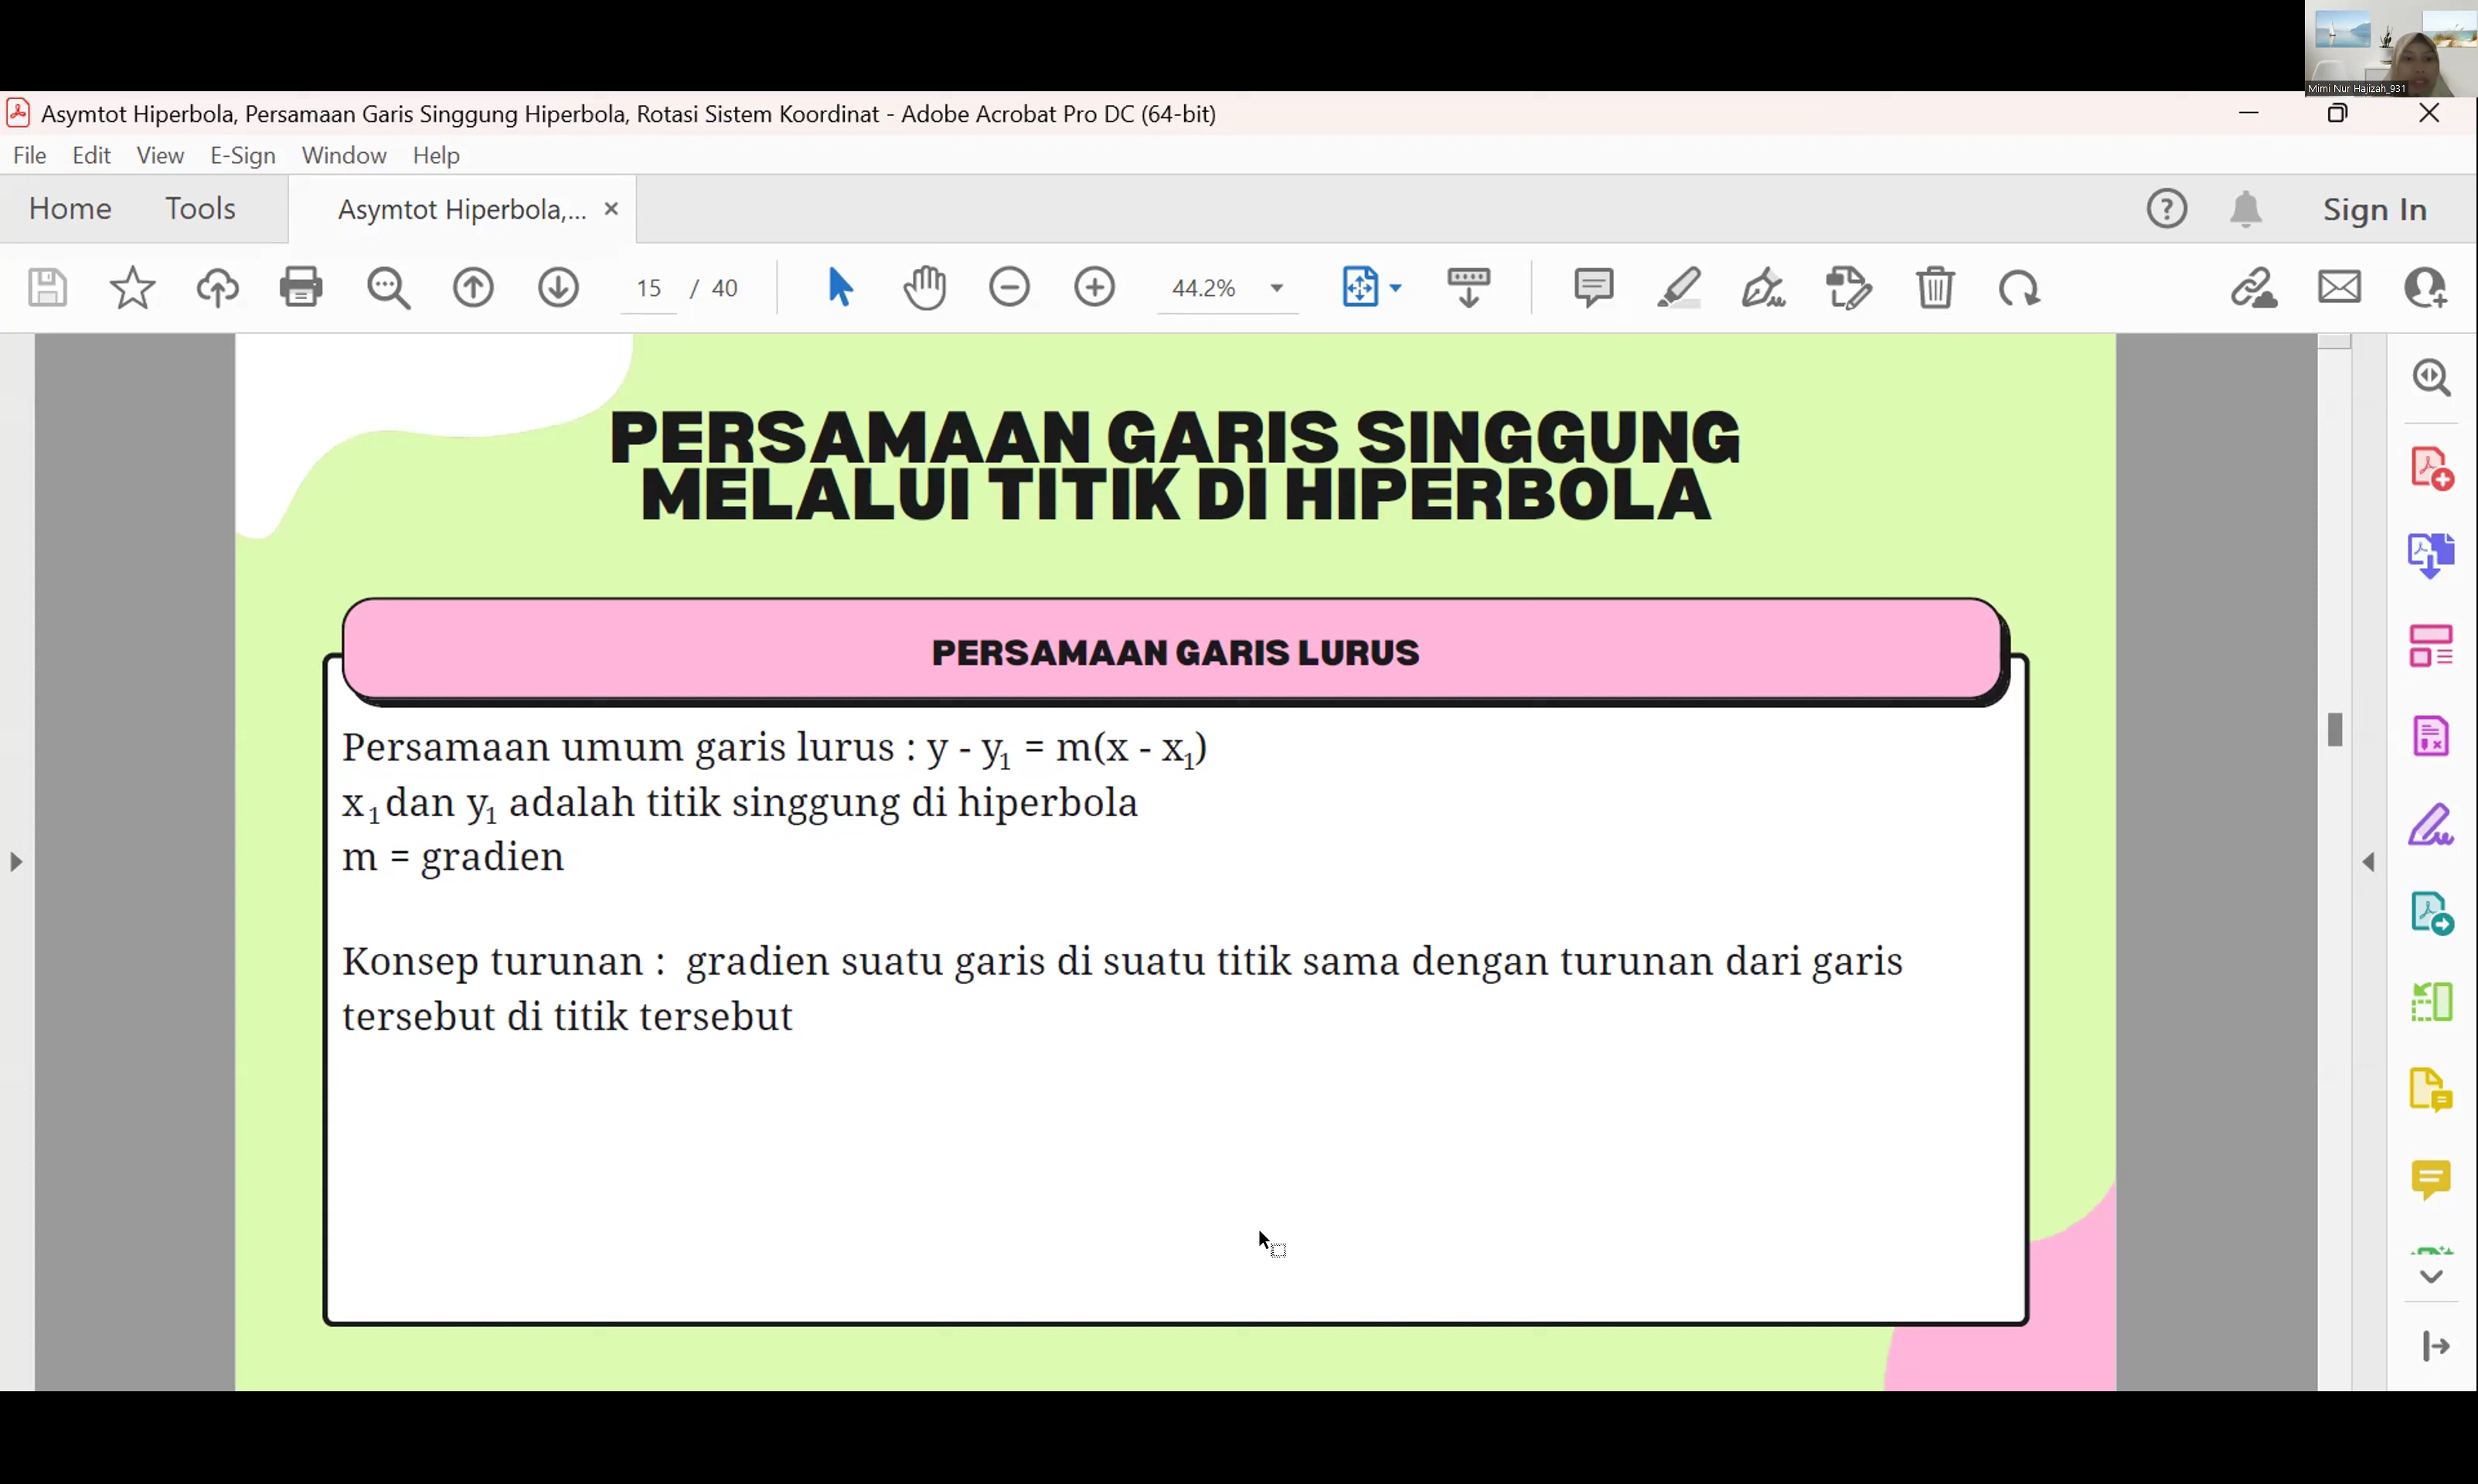 Mimi Nur Hajizah_931
Asymtot Hiperbola, Persamaan Garis Singgung Hiperbola, Rotasi Sistem Koordinat - Adobe Acrobat Pro DC (64-bit)
File Edit View E-Sign Window Help
Home Tools Asymtot Hiperbola,... Sign In
15 / 40 44.2%
PERSAMAAN GARIS SINGGUNG
MELALUI TITIK DI HIPERBOLA
PERSAMAAN GARIS LURUS
Persamaan umum garis lurus : y - y₁ = m(x - x₁)
x₁ dan y₁ adalah titik singgung di hiperbola
m = gradien
Konsep turunan : gradien suatu garis di suatu titik sama dengan turunan dari garis
tersebut di titik tersebut